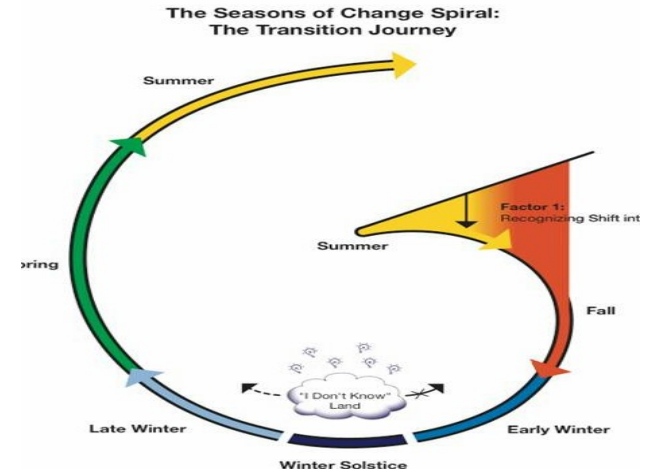 The Seasons of Change Spiral:
The Transition Journey
Summer
Factor 1:
Recognizing Shift int
Summer
pring
Fall
"I Don't Know"
Land
Late Winter
Early Winter
Winter Solstice